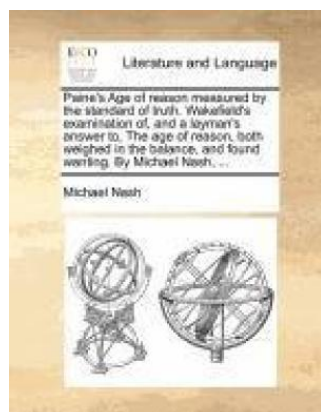 ECCO
Literature and Language
Paine's Age of reason measured by
the standard of truth. Wakefield's
examination of, and a layman's
answer to, The age of reason, both
weighed in the balance, and found
wanting. By Michael Nash, ...
Michael Nash